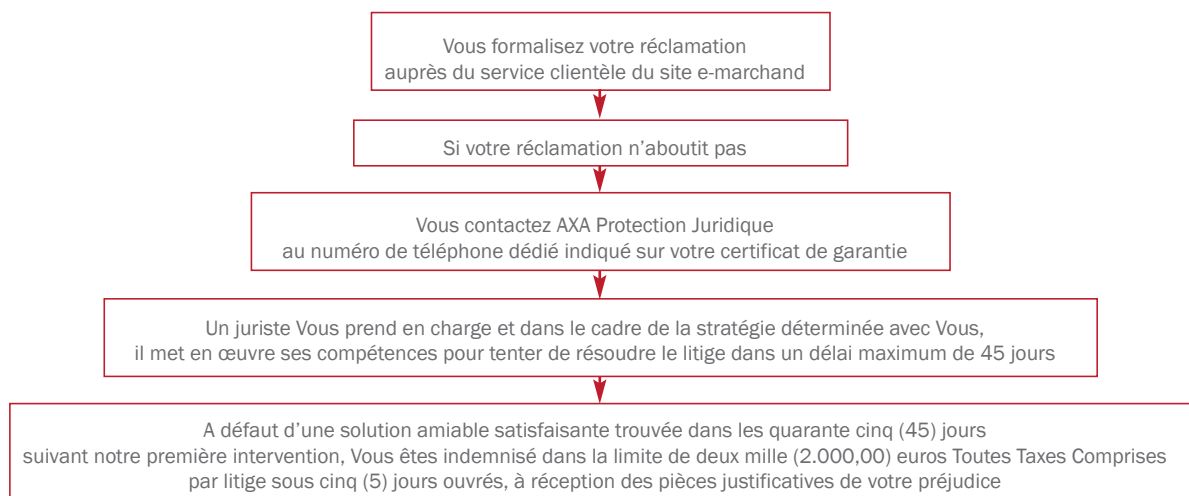 Vous formalisez votre réclamation
auprès du service clientèle du site e-marchand
Si votre réclamation n'aboutit pas
Vous contactez AXA Protection Juridique
au numéro de téléphone dédié indiqué sur votre certificat de garantie
Un juriste Vous prend en charge et dans le cadre de la stratégie déterminée avec Vous,
il met en œuvre ses compétences pour tenter de résoudre le litige dans un délai maximum de 45 jours
A défaut d'une solution amiable satisfaisante trouvée dans les quarante cinq (45) jours
suivant notre première intervention, Vous êtes indemnisé dans la limite de deux mille (2.000,00) euros Toutes Taxes Comprises
par litige sous cinq (5) jours ouvrés, à réception des pièces justificatives de votre préjudice